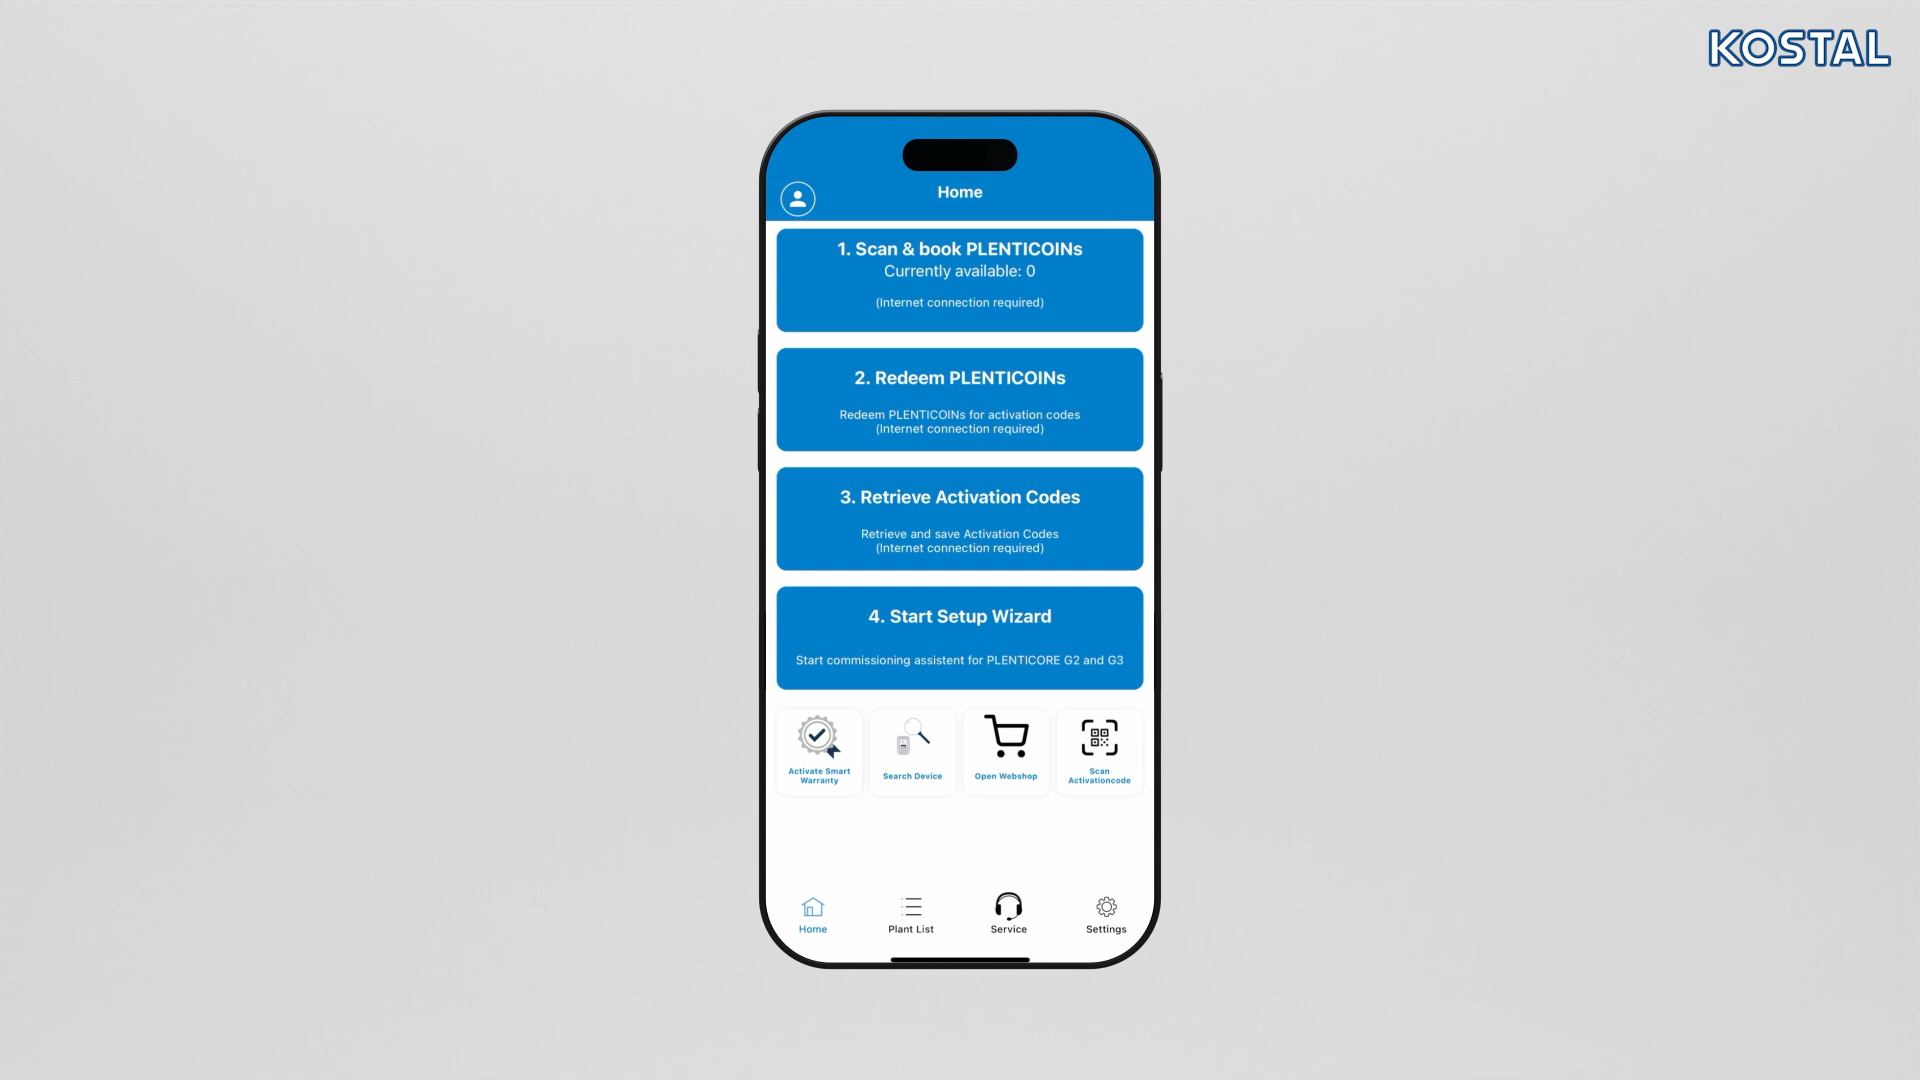 KOSTAL
Home
1. Scan & book PLENTICOINs
Currently available: 0
(Internet connection required)
2. Redeem PLENTICOINs
Redeem PLENTICOINs for activation codes
(Internet connection required)
3. Retrieve Activation Codes
Retrieve and save Activation Codes
(Internet connection required)
4. Start Setup Wizard
Start commissioning assistent for PLENTICORE G2 and G3
Activate Smart
Warranty
Search Device
Open Webshop
Scan
Activationcode
Home
Plant List
Service
Settings